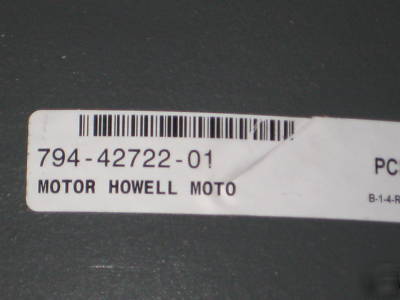 794-42722-01
PC
MOTOR HOWELL MOTO
B-1-4-R